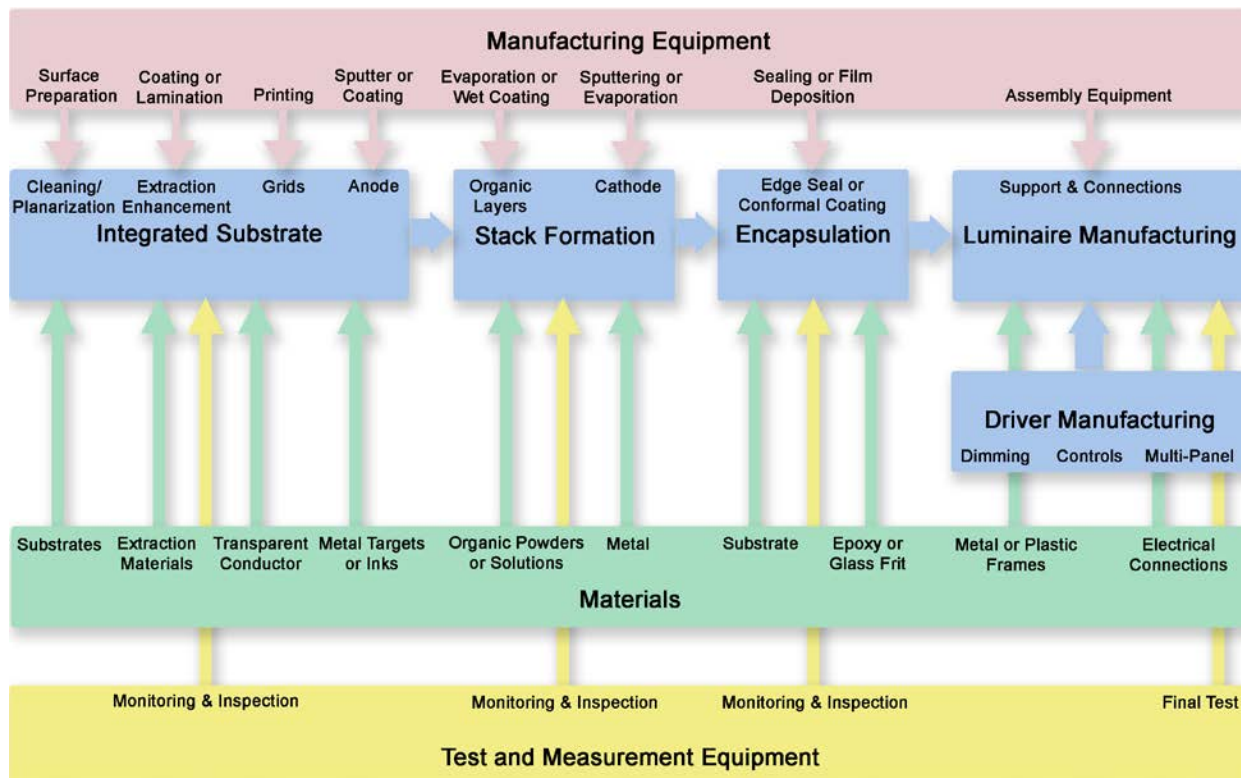 Manufacturing Equipment
Surface
Preparation
Coating or
Lamination
Printing
Sputter or
Coating
Evaporation or
Wet Coating
Sputtering or
Evaporation
Sealing or Film
Deposition
Assembly Equipment
Cleaning/
Planarization
Extraction
Enhancement
Grids
Anode
Integrated Substrate
Organic
Layers
Cathode
Stack Formation
Edge Seal or
Conformal Coating
Encapsulation
Support & Connections
Luminaire Manufacturing
Driver Manufacturing
Dimming
Controls
Multi-Panel
Substrates
Extraction
Materials
Transparent
Conductor
Metal Targets
or Inks
Organic Powders
or Solutions
Metal
Substrate
Epoxy or
Glass Frit
Metal or Plastic
Frames
Electrical
Connections
Materials
Monitoring & Inspection
Monitoring & Inspection
Monitoring & Inspection
Final Test
Test and Measurement Equipment